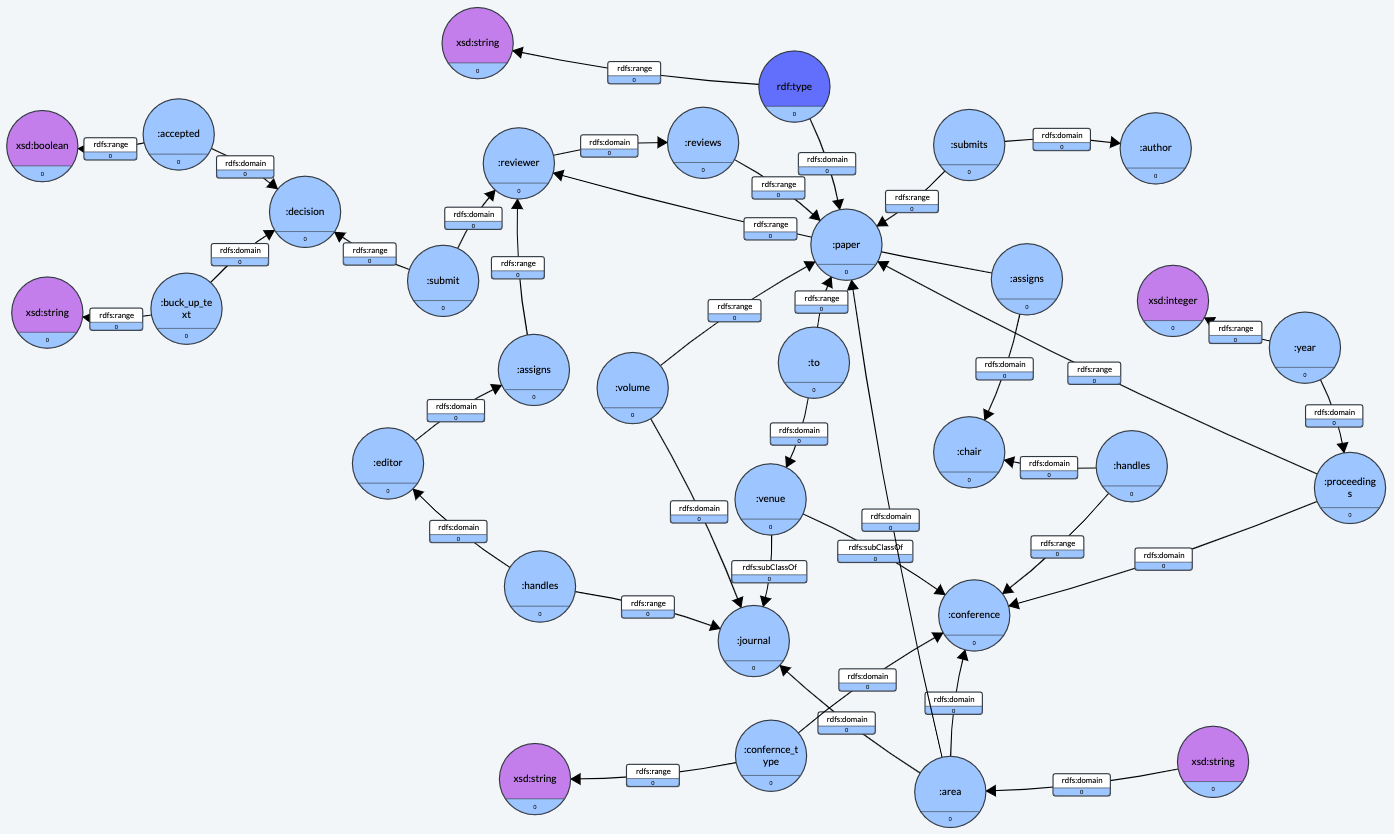 xsd:string
0
rdfs:range
0
rdf:type
0
xsd:boolean
0
rdfs:range
0
:accepted
0
rdfs:domain
0
:reviewer
0
rdfs:domain
0
:reviews
0
rdfs:domain
0
rdfs:range
0
:submits
0
rdfs:domain
0
:author
0
rdfs:range
0
:decision
0
rdfs:domain
0
rdfs:range
0
:submit
0
rdfs:domain
0
rdfs:range
0
rdfs:range
0
:paper
0
:assigns
0
xsd:string
0
rdfs:range
0
:buck_up_te
xt
0
rdfs:range
0
rdfs:range
0
xsd:integer
0
rdfs:range
0
:year
0
:assigns
0
:volume
0
:to
0
rdfs:domain
0
rdfs:range
0
rdfs:domain
0
rdfs:domain
0
rdfs:domain
0
:editor
0
:chair
0
rdfs:domain
0
:handles
0
:proceeding
s
0
:venue
0
rdfs:domain
0
rdfs:domain
0
rdfs:domain
0
rdfs:subClassOf
0
rdfs:range
0
rdfs:domain
0
rdfs:subClassOf
0
:handles
0
rdfs:range
0
:journal
0
:conference
0
rdfs:domain
0
rdfs:domain
0
rdfs:domain
0
xsd:string
0
rdfs:range
0
:confernce_t
ype
0
:area
0
rdfs:domain
0
xsd:string
0